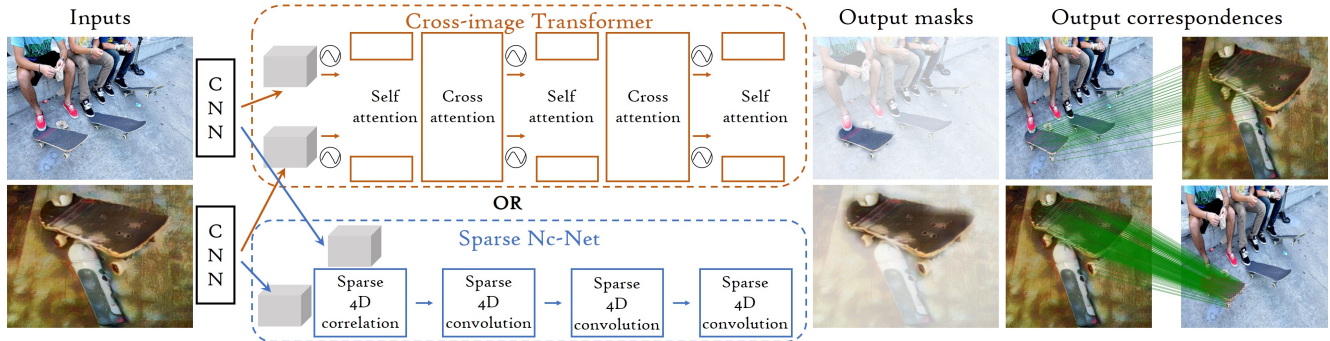 Inputs
Cross-image Transformer
Output masks
Output correspondences
C
N
N
Self
attention
Cross
attention
Self
attention
Cross
attention
Self
attention
OR
C
N
N
Sparse Nc-Net
Sparse
4D
correlation
Sparse
4D
convolution
Sparse
4D
convolution
Sparse
4D
convolution